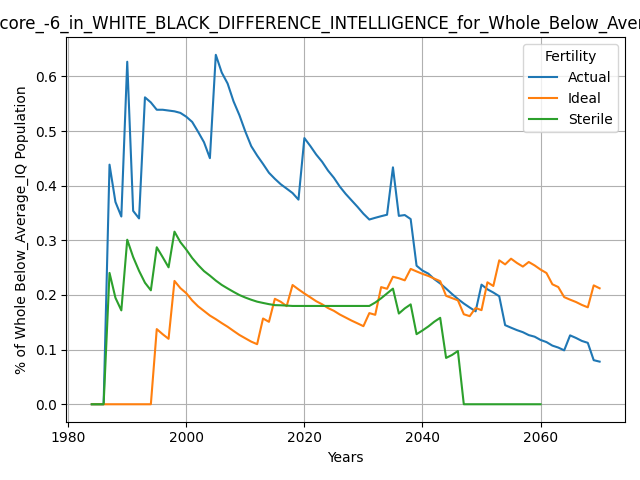 core_-6_in_WHITE_BLACK_DIFFERENCE_INTELLIGENCE_for_Whole_Below_Aver
Fertility
Actual
Ideal
Sterile
% of Whole Below_Average_IQ Population
0.6
0.5
0.4
0.3
0.2
0.1
0.0
1980 2000 2020 2040 2060
Years